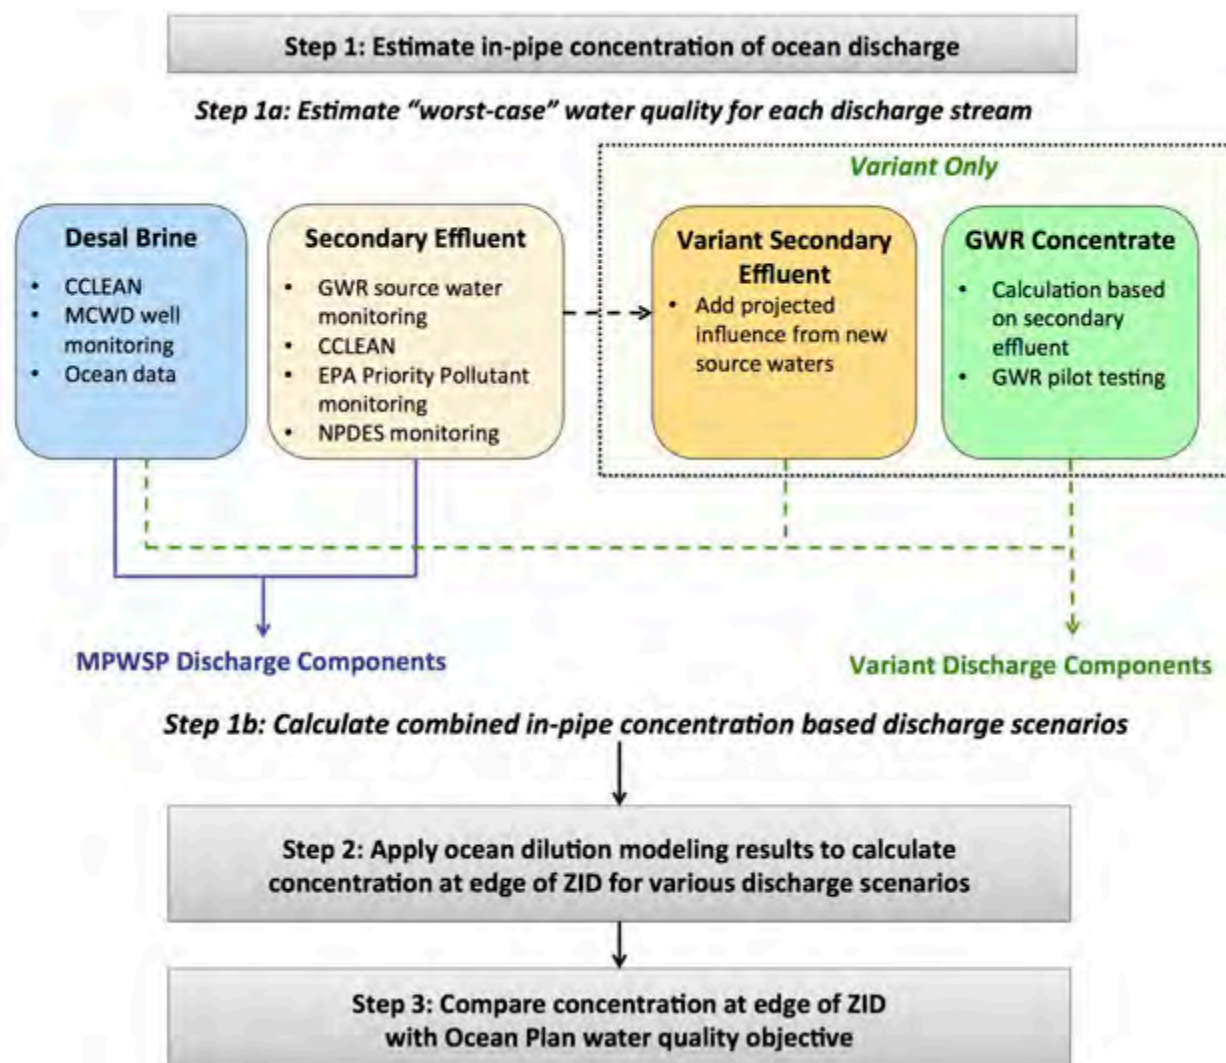 Step 1: Estimate in-pipe concentration of ocean discharge
Step 1a: Estimate “worst-case” water quality for each discharge stream
Variant Only
Desal Brine
• CCLEAN
• MCWD well
monitoring
• Ocean data
Secondary Effluent
• GWR source water
monitoring
• CCLEAN
• EPA Priority Pollutant
monitoring
• NPDES monitoring
Variant Secondary
Effluent
• Add projected
influence from new
source waters
GWR Concentrate
• Calculation based
on secondary
effluent
• GWR pilot testing
MPWSP Discharge Components
Variant Discharge Components
Step 1b: Calculate combined in-pipe concentration based discharge scenarios
Step 2: Apply ocean dilution modeling results to calculate
concentration at edge of ZID for various discharge scenarios
Step 3: Compare concentration at edge of ZID
with Ocean Plan water quality objective